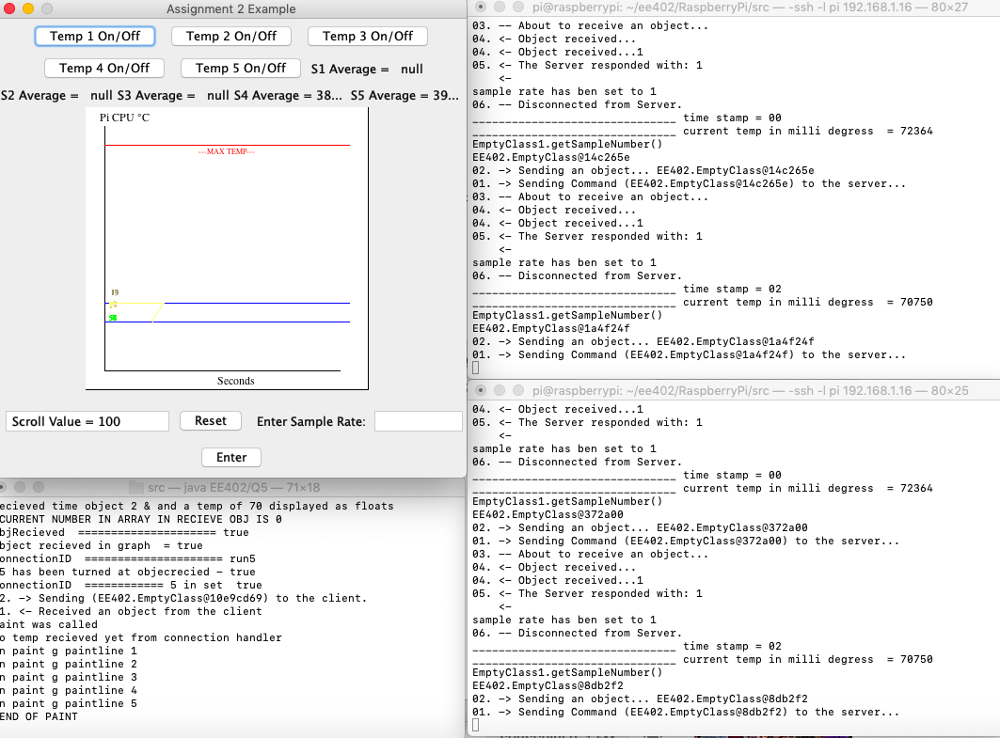 Assignment 2 Example
Temp 1 On/Off
Temp 2 On/Off
Temp 3 On/Off
Temp 4 On/Off
Temp 5 On/Off
S1 Average = null
S2 Average = null S3 Average = null S4 Average = 38... S5 Average = 39...
Pi CPU °C
---MAX TEMP---
19
58
Seconds
Scroll Value = 100
Reset
Enter Sample Rate:
Enter
src — java EE402/Q5 — 71×18
ecieved time object 2 & and a temp of 70 displayed as floats
CURRENT NUMBER IN ARRAY IN RECIEVE OBJ IS 0
bjRecieved ===================== true
bject recieved in graph = true
onnectionID ===================== run5
5 has been turned at objecrecied - true
onnectionID ============ 5 in set true
2. -> Sending (EE402.EmptyClass@10e9cd69) to the client.
1. <- Received an object from the client
aint was called
o temp recieved yet from connection handler
n paint g paintline 1
n paint g paintline 2
n paint g paintline 3
n paint g paintline 4
n paint g paintline 5
END OF PAINT
pi@raspberrypi: ~/ee402/RaspberryPi/src — -ssh -l pi 192.168.1.16 — 80×27
03. -- About to receive an object...
04. <- Object received...
04. <- Object received...1
05. <- The Server responded with: 1
<-
sample rate has ben set to 1
06. -- Disconnected from Server.
_______________________________ time stamp = 00
_______________________________ current temp in milli degress = 72364
EmptyClass1.getSampleNumber()
EE402.EmptyClass@14c265e
02. -> Sending an object... EE402.EmptyClass@14c265e
01. -> Sending Command (EE402.EmptyClass@14c265e) to the server...
03. -- About to receive an object...
04. <- Object received...
04. <- Object received...1
05. <- The Server responded with: 1
<-
sample rate has ben set to 1
06. -- Disconnected from Server.
_______________________________ time stamp = 02
_______________________________ current temp in milli degress = 70750
EmptyClass1.getSampleNumber()
EE402.EmptyClass@1a4f24f
02. -> Sending an object... EE402.EmptyClass@1a4f24f
01. -> Sending Command (EE402.EmptyClass@1a4f24f) to the server...
pi@raspberrypi: ~/ee402/RaspberryPi/src — -ssh -l pi 192.168.1.16 — 80×25
04. <- Object received...1
05. <- The Server responded with: 1
<-
sample rate has ben set to 1
06. -- Disconnected from Server.
_______________________________ time stamp = 00
_______________________________ current temp in milli degress = 72364
EmptyClass1.getSampleNumber()
EE402.EmptyClass@372a00
02. -> Sending an object... EE402.EmptyClass@372a00
01. -> Sending Command (EE402.EmptyClass@372a00) to the server...
03. -- About to receive an object...
04. <- Object received...
04. <- Object received...1
05. <- The Server responded with: 1
<-
sample rate has ben set to 1
06. -- Disconnected from Server.
_______________________________ time stamp = 02
_______________________________ current temp in milli degress = 70750
EmptyClass1.getSampleNumber()
EE402.EmptyClass@8db2f2
02. -> Sending an object... EE402.EmptyClass@8db2f2
01. -> Sending Command (EE402.EmptyClass@8db2f2) to the server...